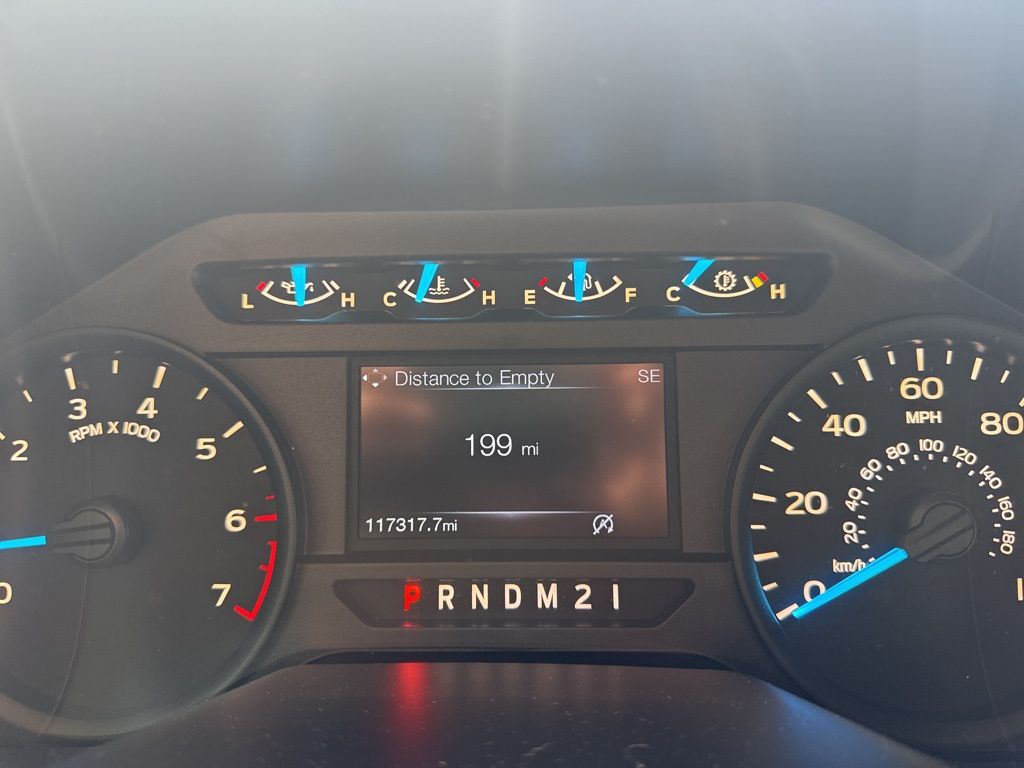 L H C H E F C H
Distance to Empty SE
199 mi
117317.7mi
P R N D M 2 1
0 2 3 4 5 6 7
RPM X 1000
0 20 40 60 80
MPH
20 40 60 80 100 120 140 160 180
km/h